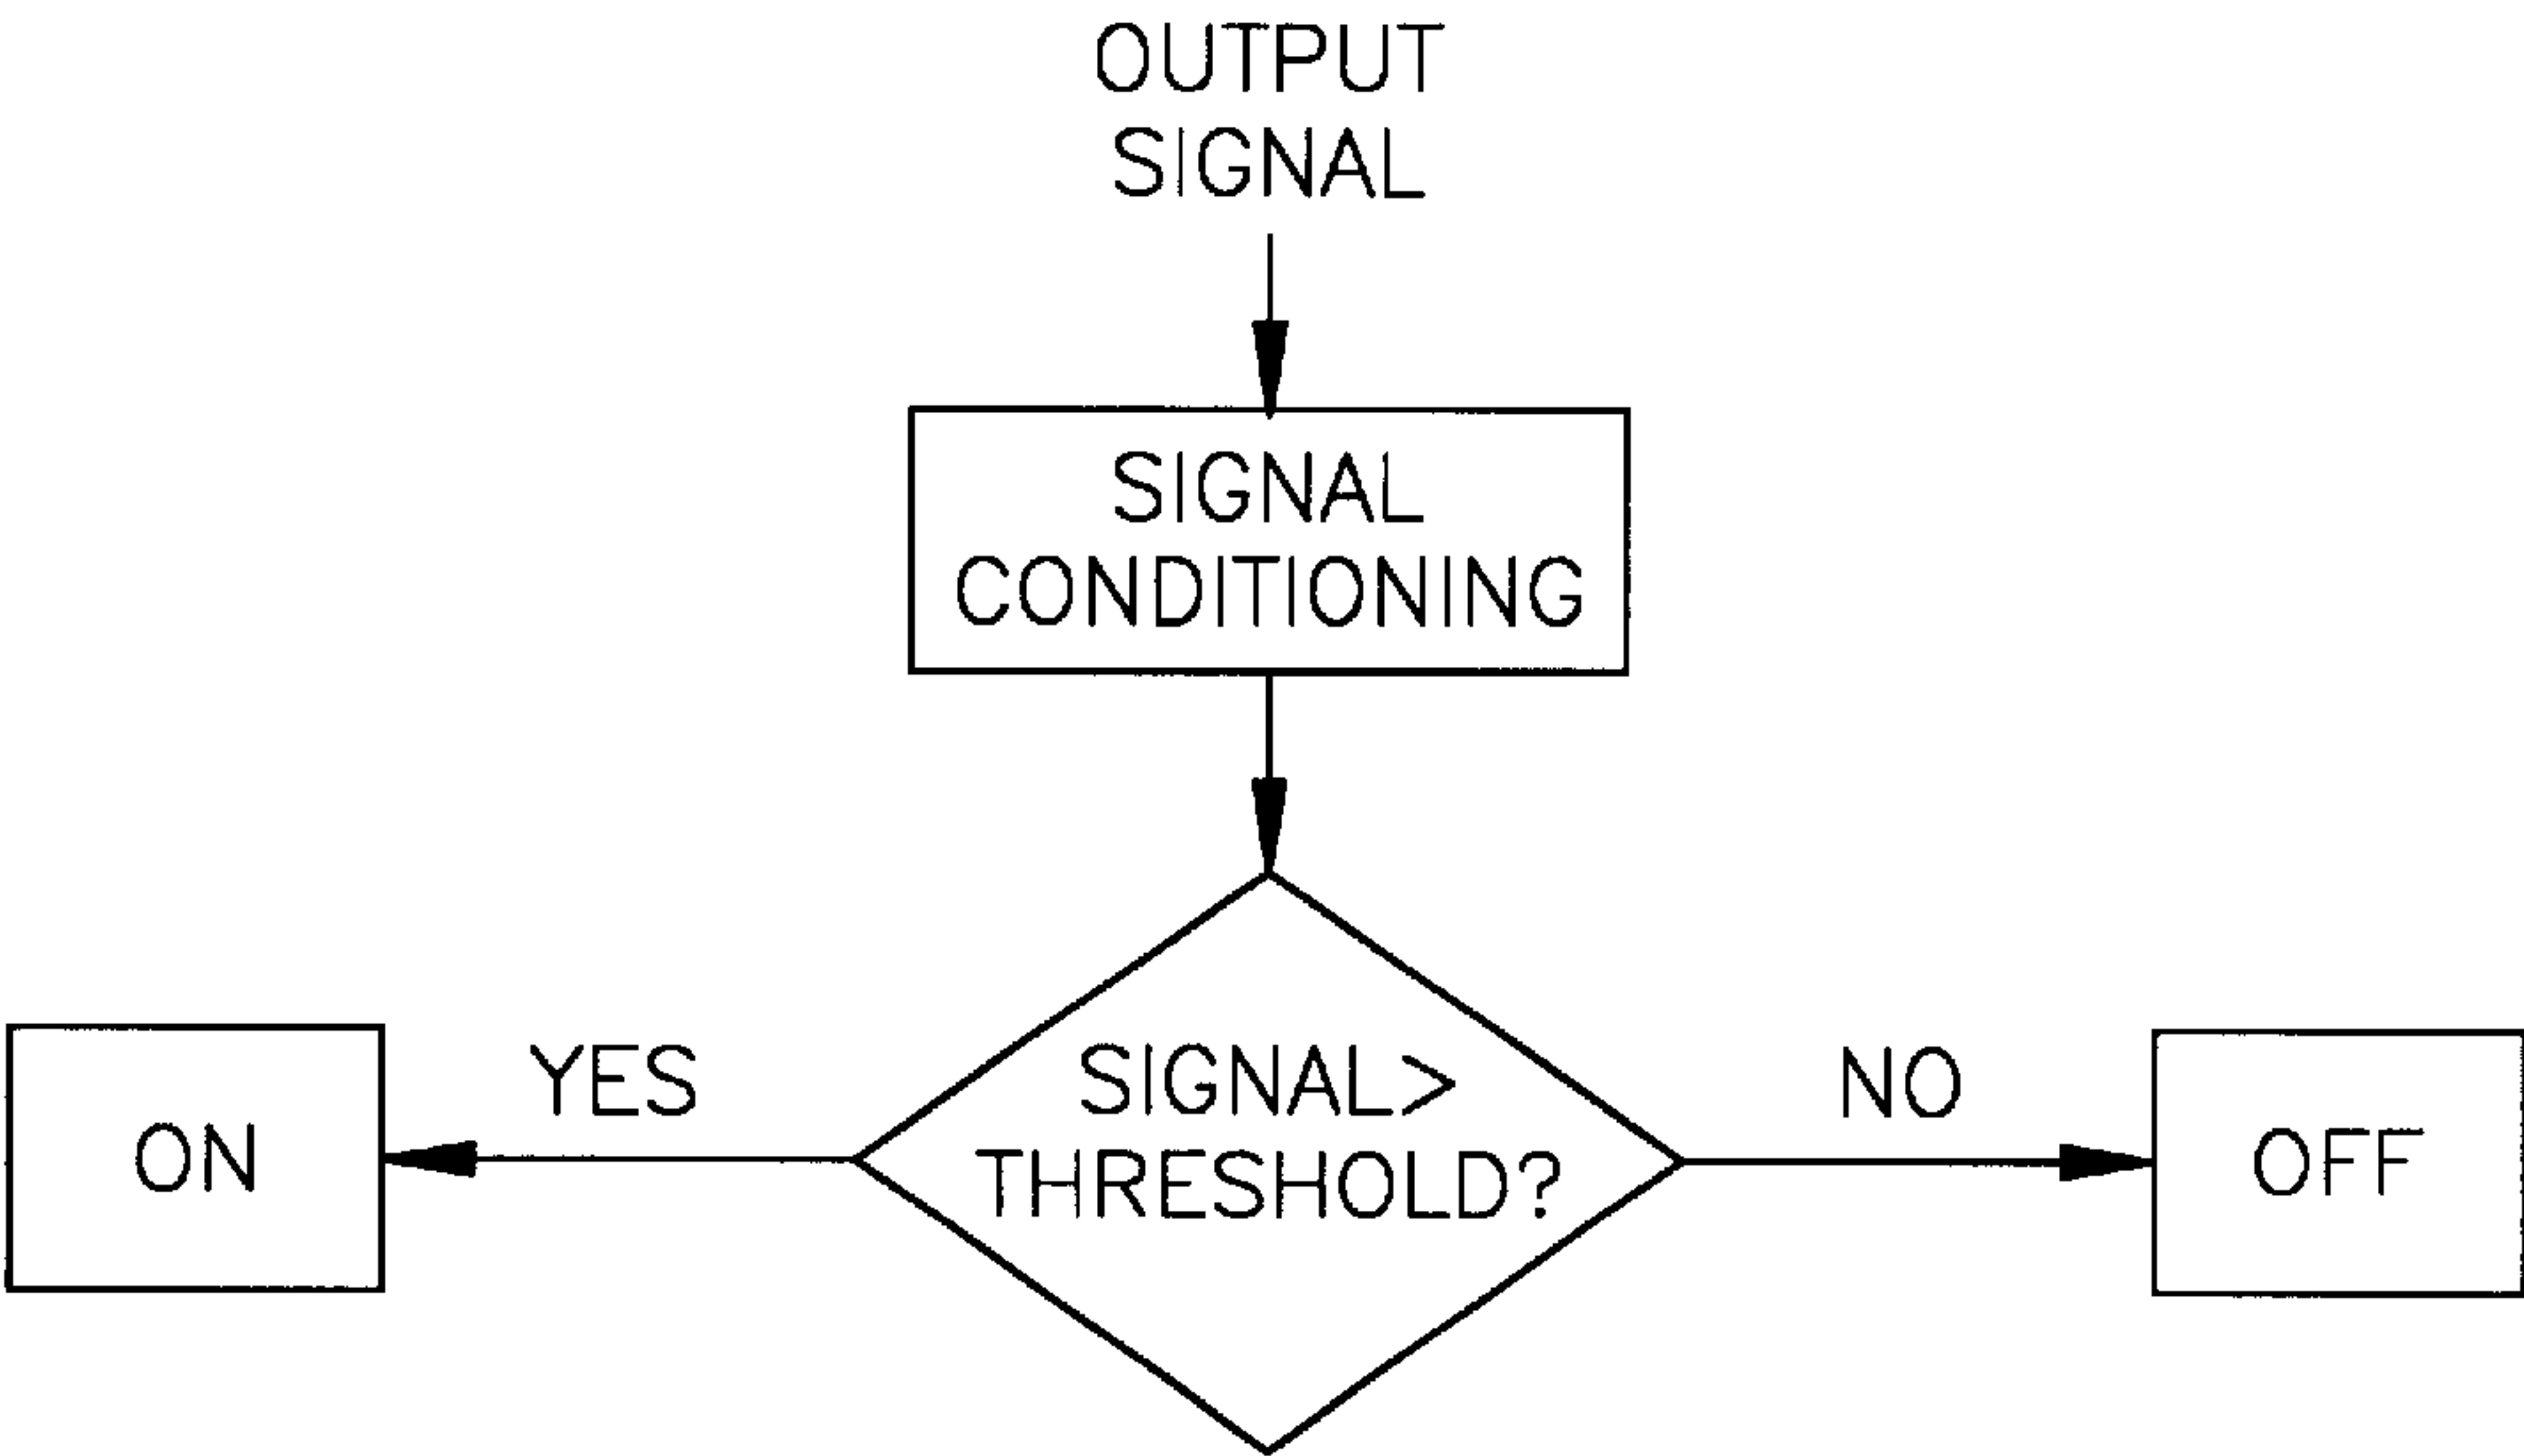 OUTPUT
SIGNAL
SIGNAL
CONDITIONING
YES
SIGNAL>
THRESHOLD?
NO
ON
OFF